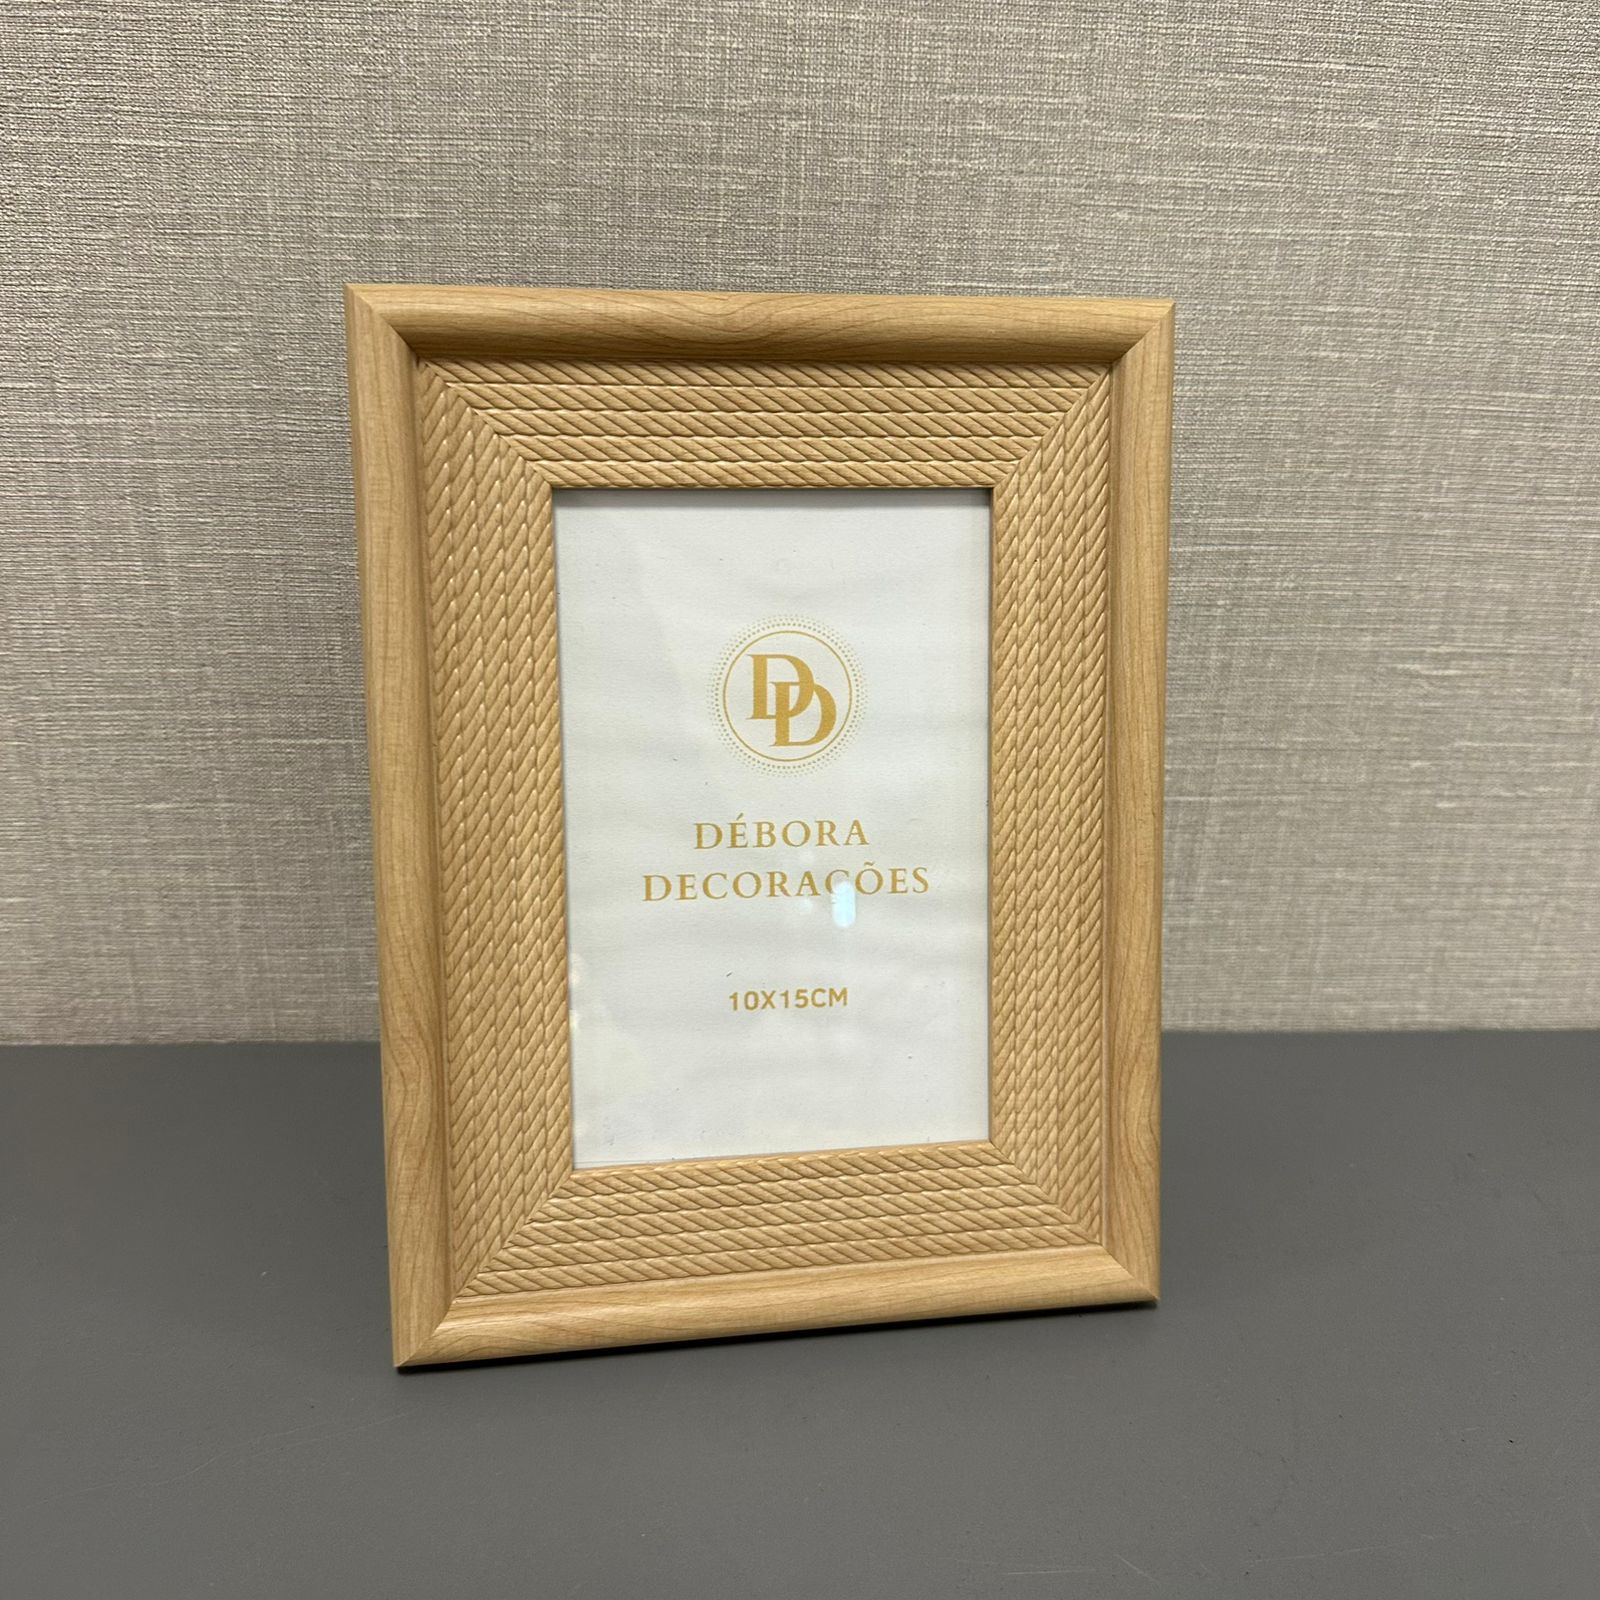 DD
DÉBORA
DECORAÇÕES
10X15CM